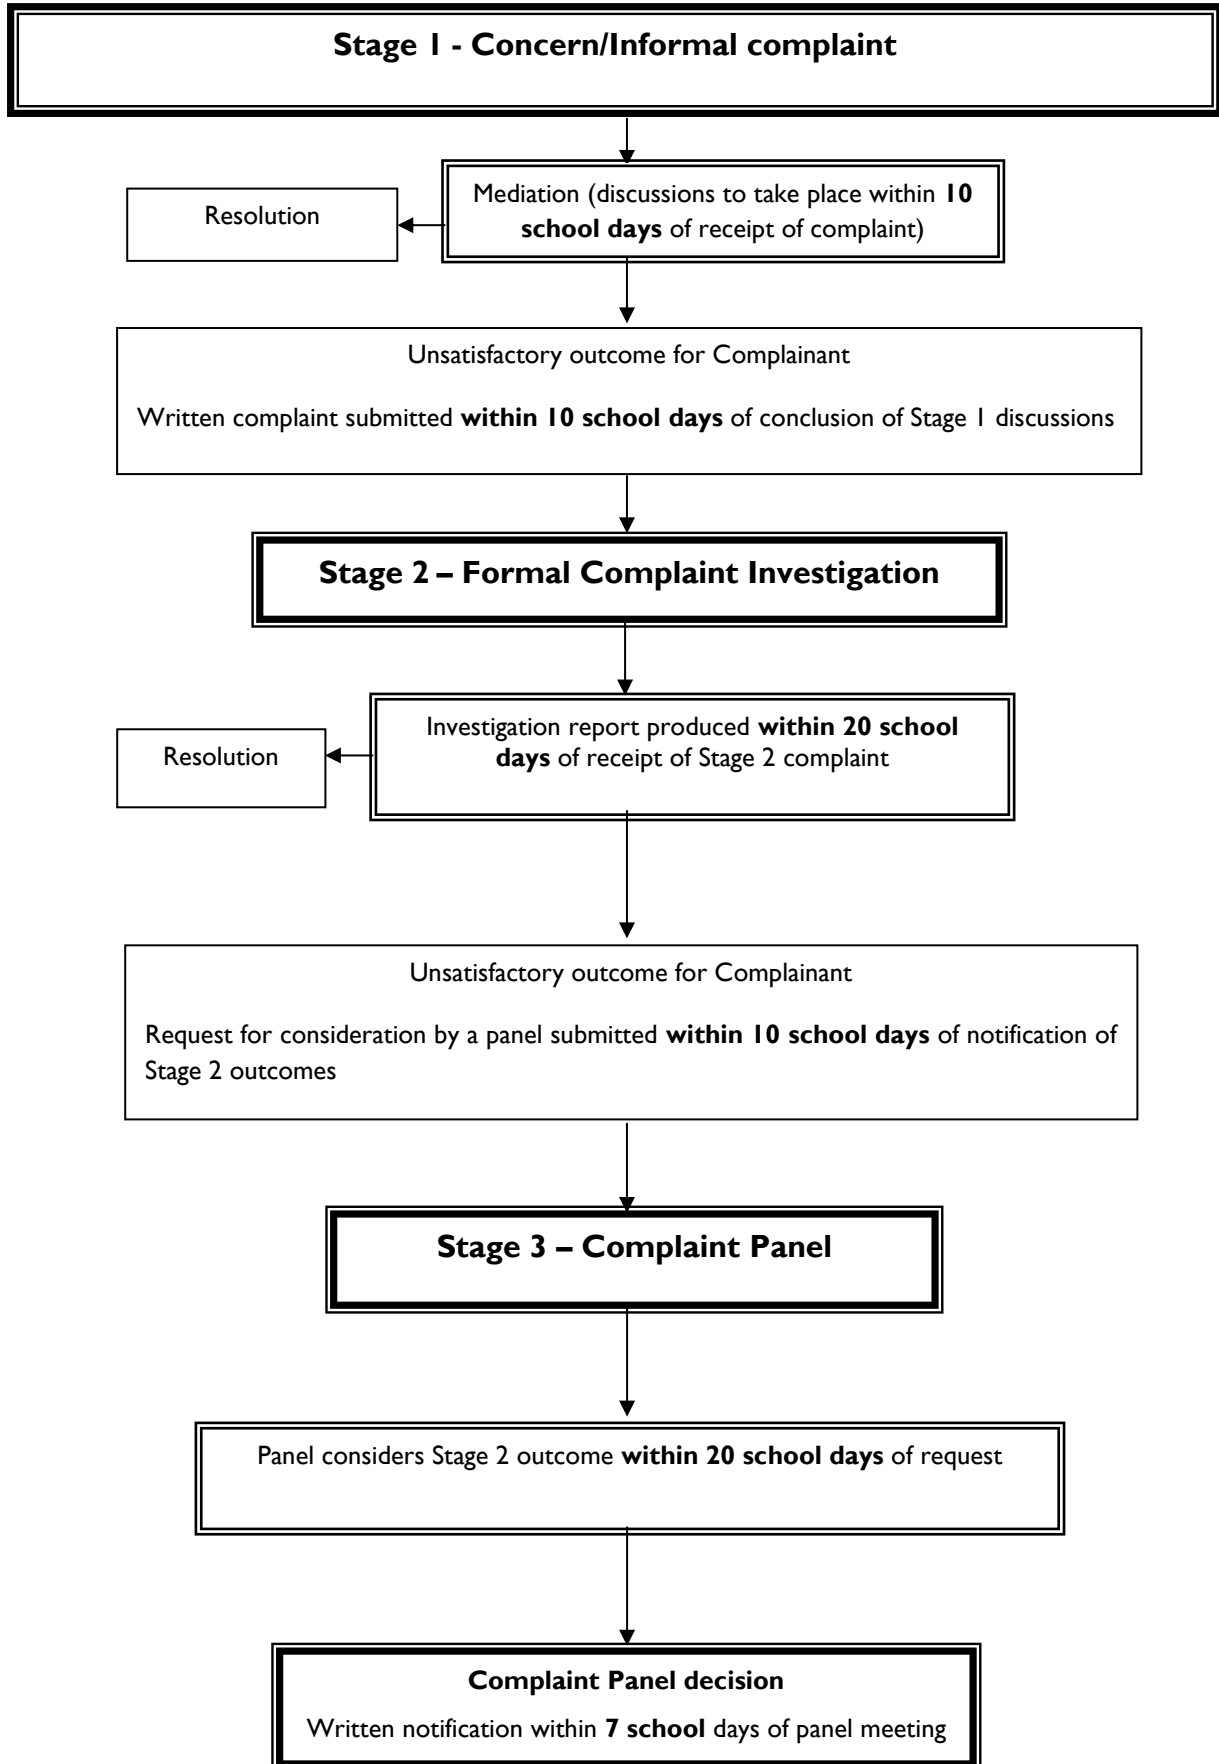 Stage 1 - Concern/Informal complaint
Mediation (discussions to take place within 10
school days of receipt of complaint)
Resolution
Unsatisfactory outcome for Complainant
Written complaint submitted within 10 school days of conclusion of Stage 1 discussions
Stage 2 – Formal Complaint Investigation
Investigation report produced within 20 school
days of receipt of Stage 2 complaint
Resolution
Unsatisfactory outcome for Complainant
Request for consideration by a panel submitted within 10 school days of notification of
Stage 2 outcomes
Stage 3 – Complaint Panel
Panel considers Stage 2 outcome within 20 school days of request
Complaint Panel decision
Written notification within 7 school days of panel meeting